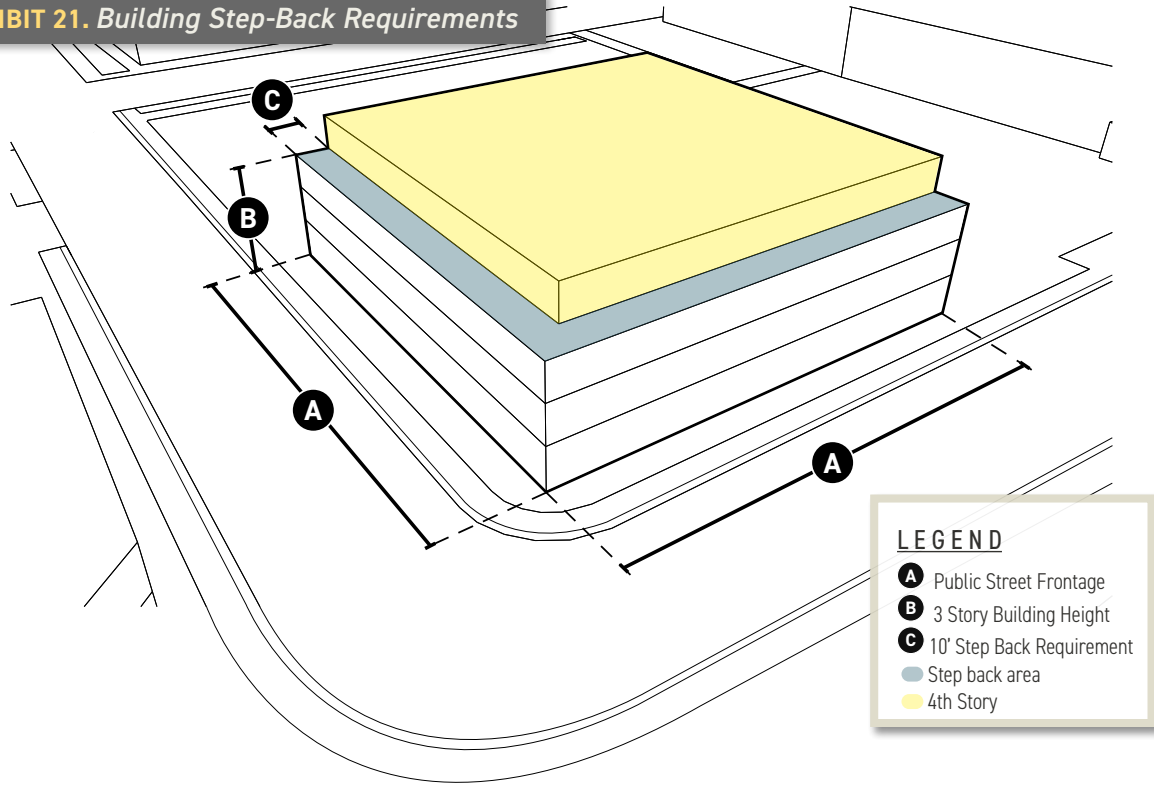 IBIT 21. Building Step-Back Requirements
C
B
A
A
LEGEND
A Public Street Frontage
B 3 Story Building Height
C 10' Step Back Requirement
Step back area
4th Story